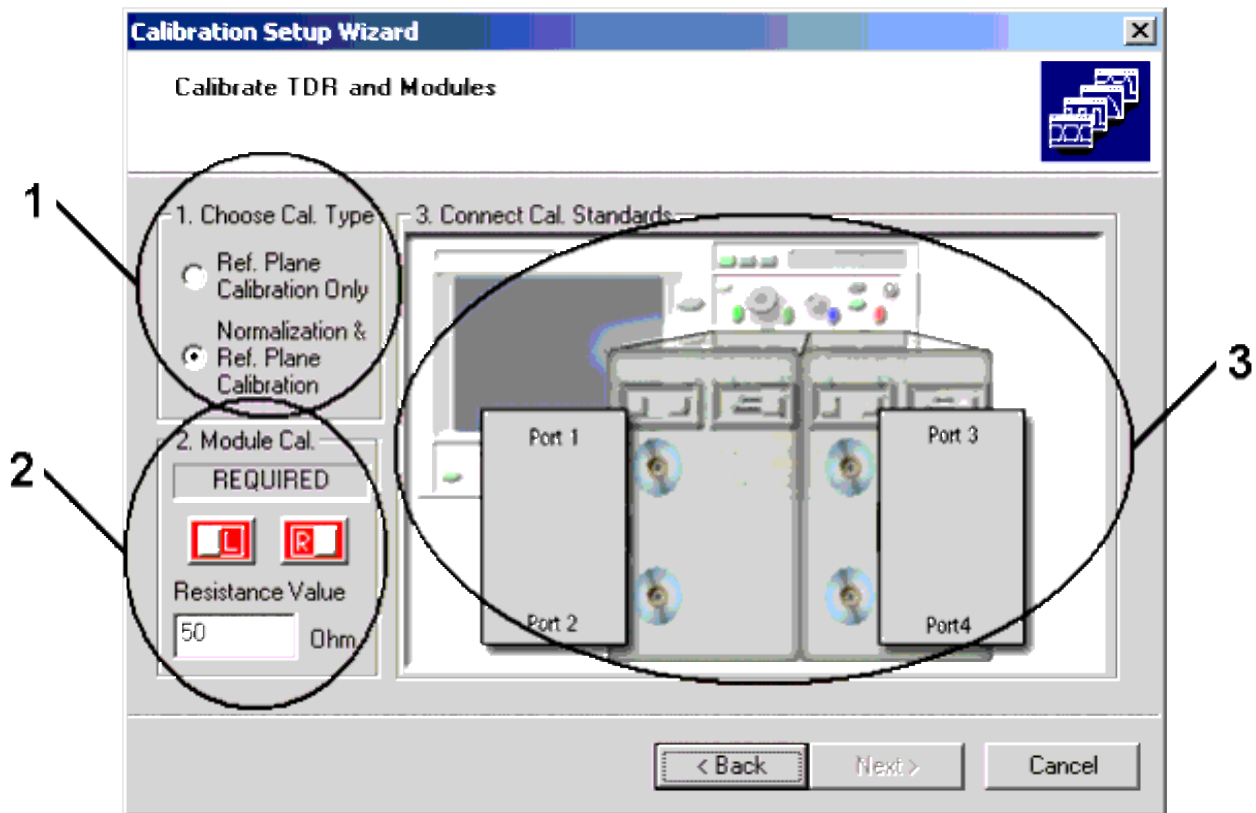 Calibration Setup Wizard
Calibrate TDR and Modules
1
1. Choose Cal. Type
Ref. Plane
Calibration Only
Normalization &
Ref. Plane
Calibration
2
2. Module Cal.
REQUIRED
L R
Resistance Value
50 Ohm
3. Connect Cal. Standards
Port 1
Port 2
Port 3
Port4
3
< Back
Next >
Cancel